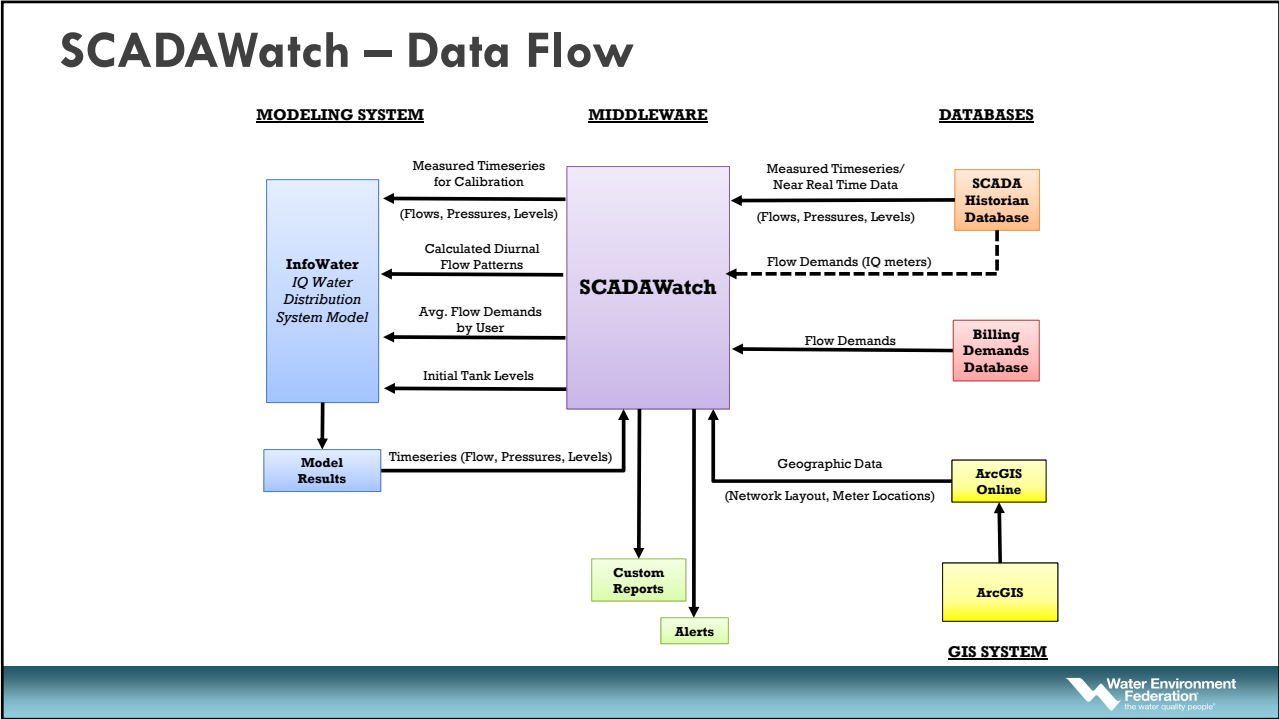 SCADAWatch – Data Flow
MODELING SYSTEM
MIDDLEWARE
DATABASES
Measured Timeseries
for Calibration
(Flows, Pressures, Levels)
Calculated Diurnal
Flow Patterns
Avg. Flow Demands
by User
Initial Tank Levels
InfoWater
IQ Water
Distribution
System Model
SCADAWatch
Measured Timeseries/
Near Real Time Data
(Flows, Pressures, Levels)
Flow Demands (IQ meters)
Flow Demands
SCADA
Historian
Database
Billing
Demands
Database
Model
Results
Timeseries (Flow, Pressures, Levels)
Geographic Data
(Network Layout, Meter Locations)
ArcGIS
Online
Custom
Reports
Alerts
ArcGIS
GIS SYSTEM
Water Environment
Federation
the water quality people®